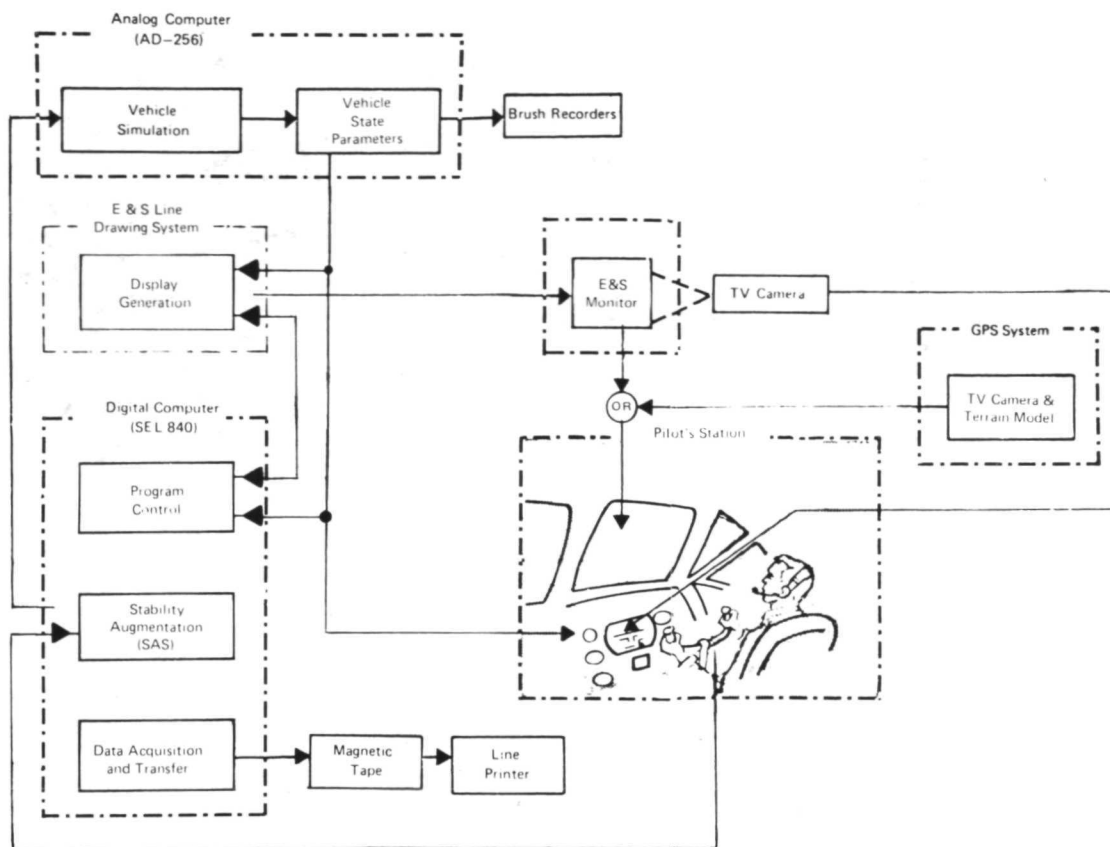 Analog Computer
(AD-256)
Vehicle
Simulation
Vehicle
State
Parameters
Brush Recorders
E & S Line
Drawing System
Display
Generation
E&S
Monitor
TV Camera
GPS System
TV Camera &
Terrain Model
OR
Pilot's Station
Digital Computer
(SEL 840)
Program
Control
Stability
Augmentation
(SAS)
Data Acquisition
and Transfer
Magnetic
Tape
Line
Printer